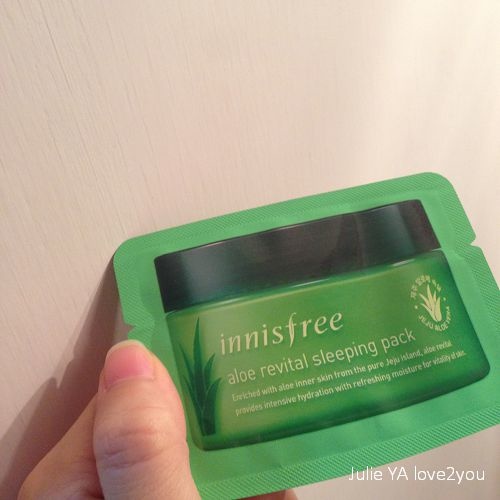 innisfree
aloe revital sleeping pack
Enriched with aloe inner skin from the pure Jeju island, aloe revital
provides intensive hydration with refreshing moisture for vitality of skin.
JEJU ALOE
Julie YA love2you